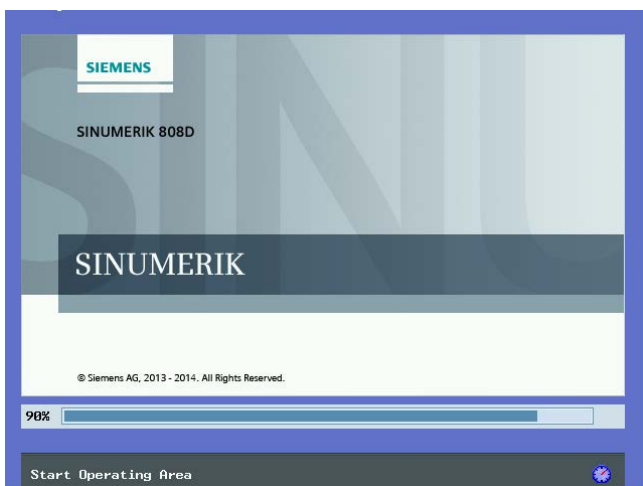 SIEMENS
SINUMERIK 808D
SINUMERIK
© Siemens AG, 2013 - 2014. All Rights Reserved.
90%
Start Operating Area